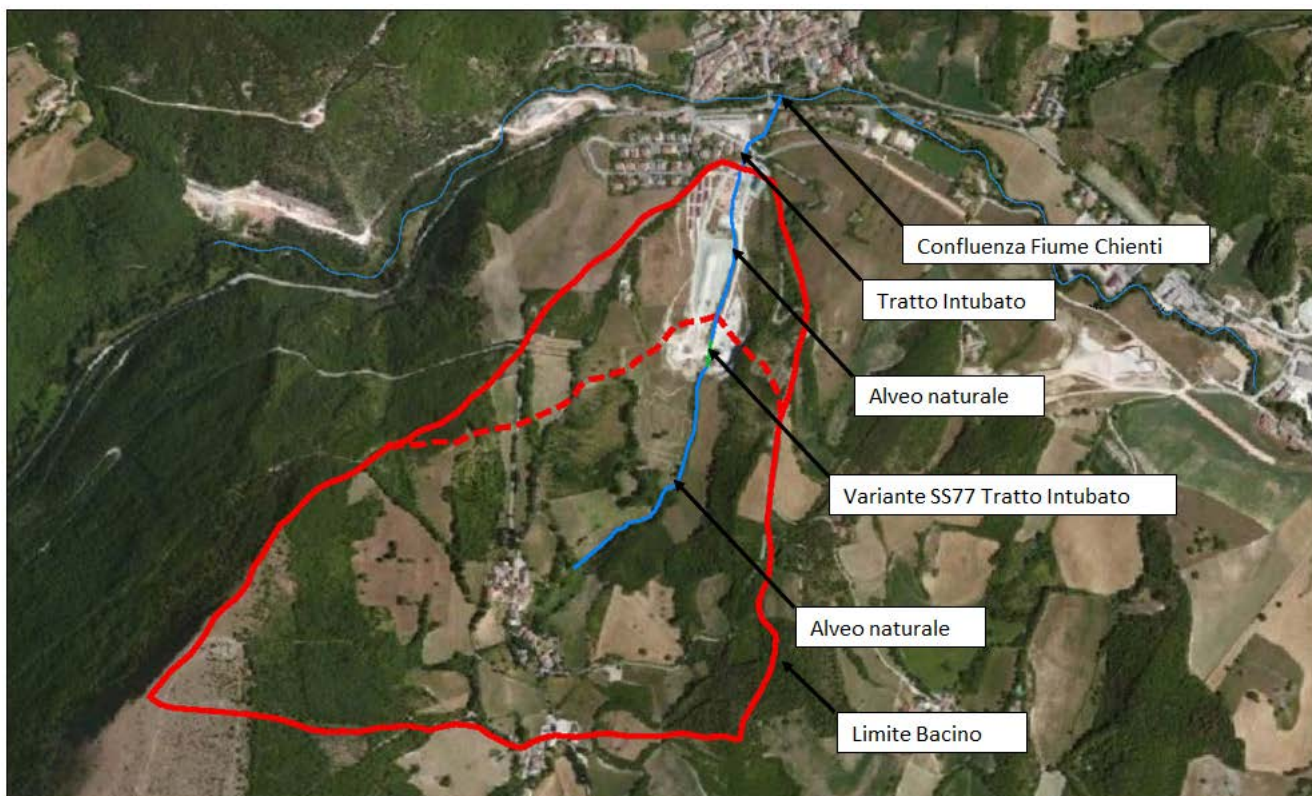 Confluenza Fiume Chienti
Tratto Intubato
Alveo naturale
Variante SS77 Tratto Intubato
Alveo naturale
Limite Bacino